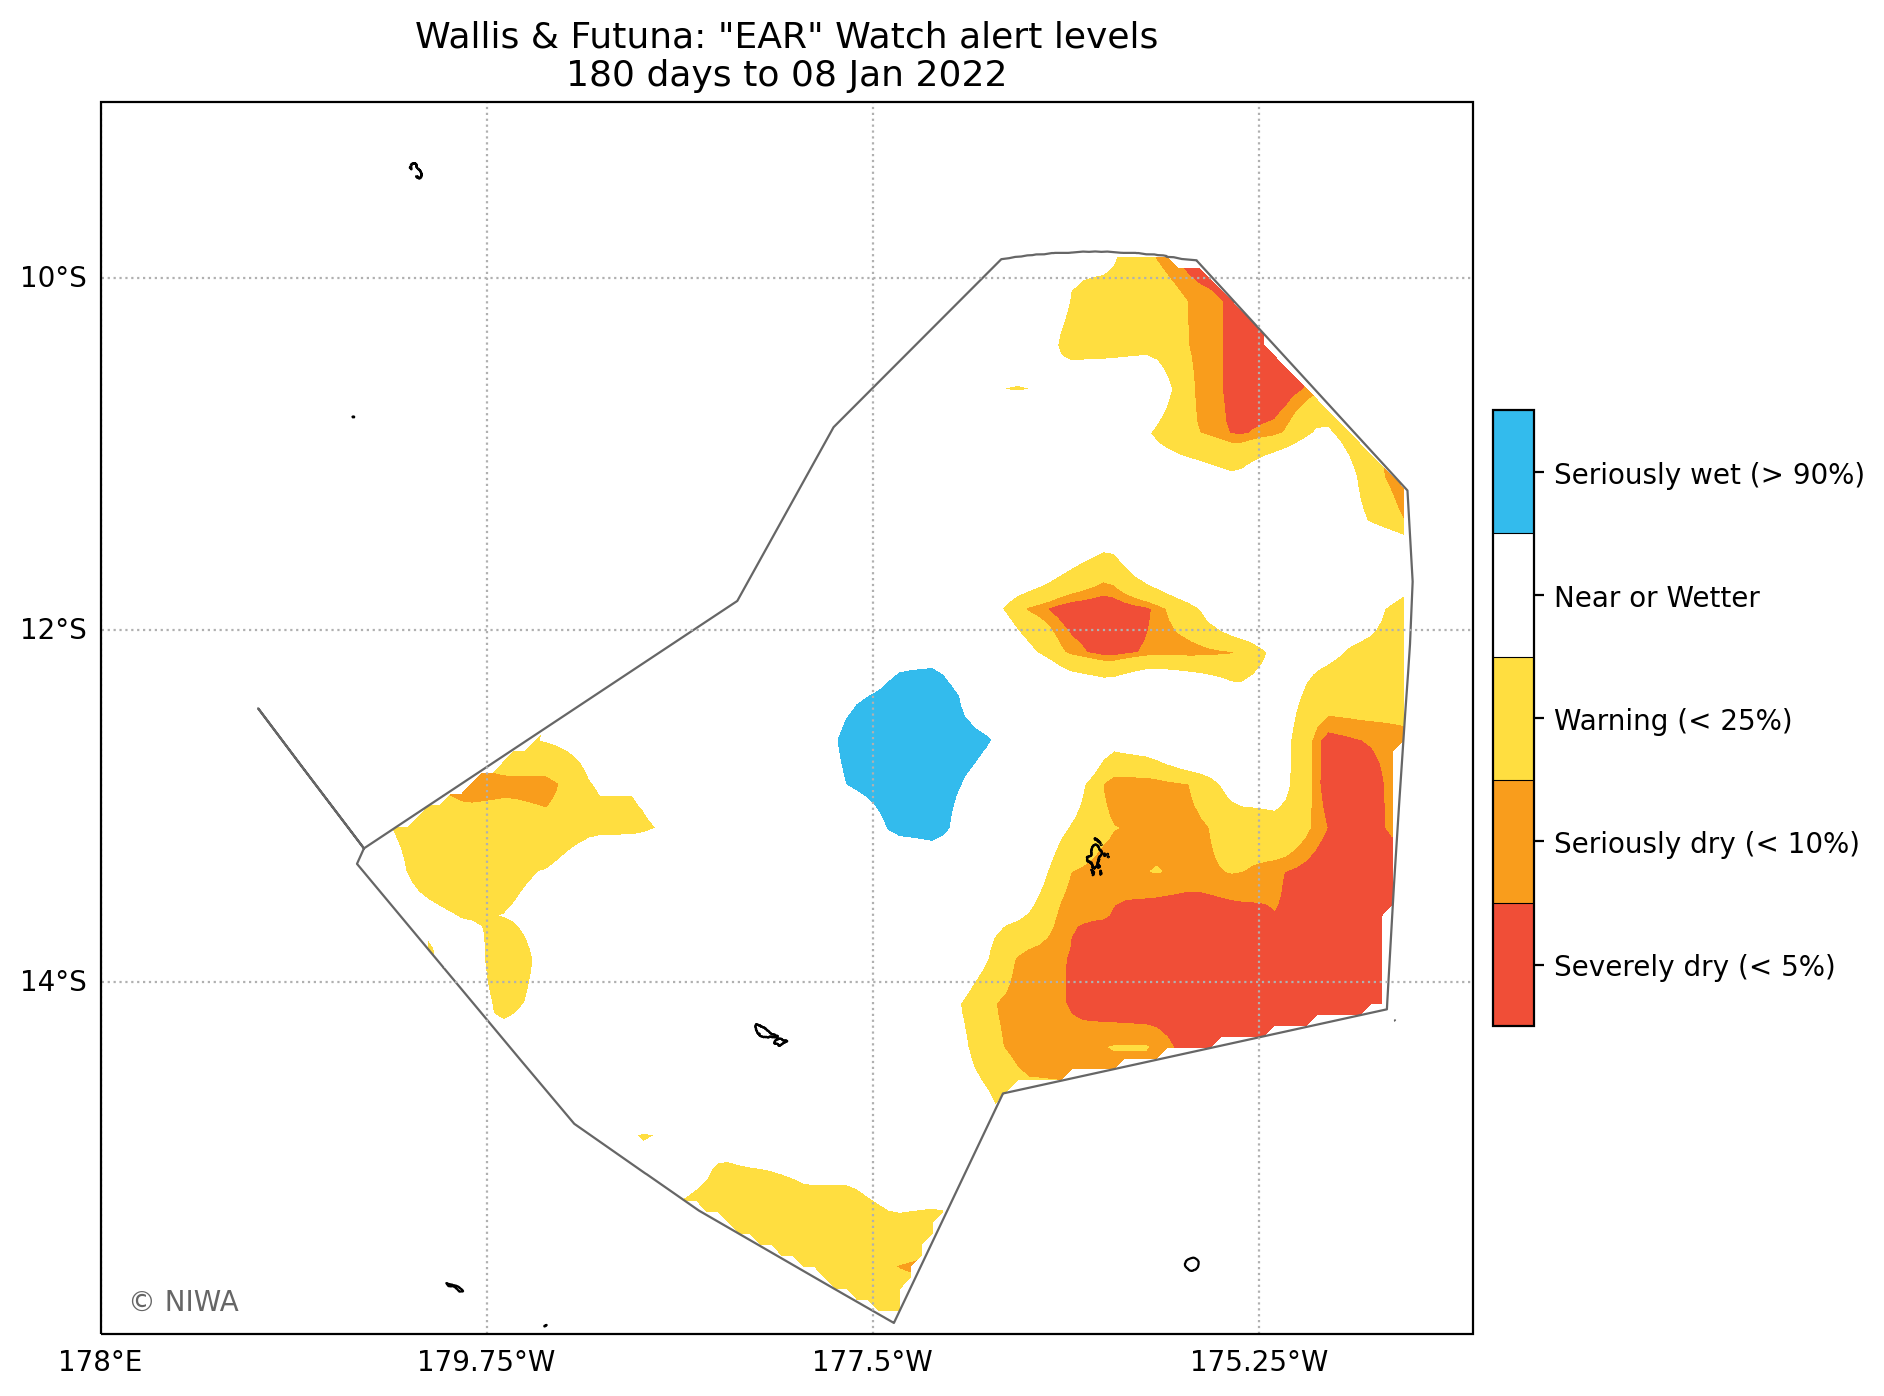 Wallis & Futuna: "EAR" Watch alert levels
180 days to 08 Jan 2022
10°S
12°S
14°S
178°E
179.75°W
177.5°W
175.25°W
Seriously wet (> 90%)
Near or Wetter
Warning (< 25%)
Seriously dry (< 10%)
Severely dry (< 5%)
© NIWA